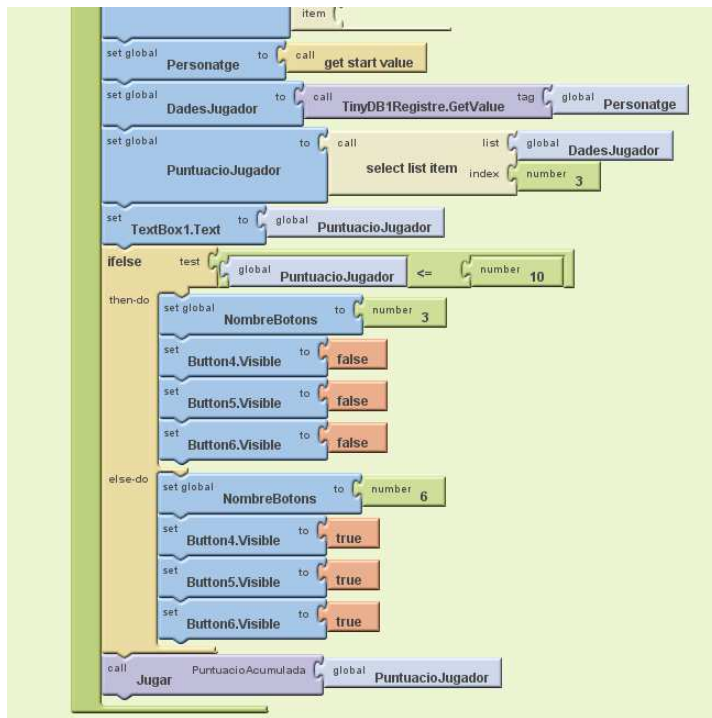 item
set global Personatge to call get start value
set global DadesJugador to call TinyDB1Registre.GetValue tag global Personatge
set global PuntuacioJugador to call select list item list global DadesJugador
index number 3
set TextBox1.Text to global PuntuacioJugador
ifelse test global PuntuacioJugador <= number 10
then-do set global NombreBotons to number 3
set Button4.Visible to false
set Button5.Visible to false
set Button6.Visible to false
else-do set global NombreBotons to number 6
set Button4.Visible to true
set Button5.Visible to true
set Button6.Visible to true
call Jugar PuntuacioAcumulada global PuntuacioJugador